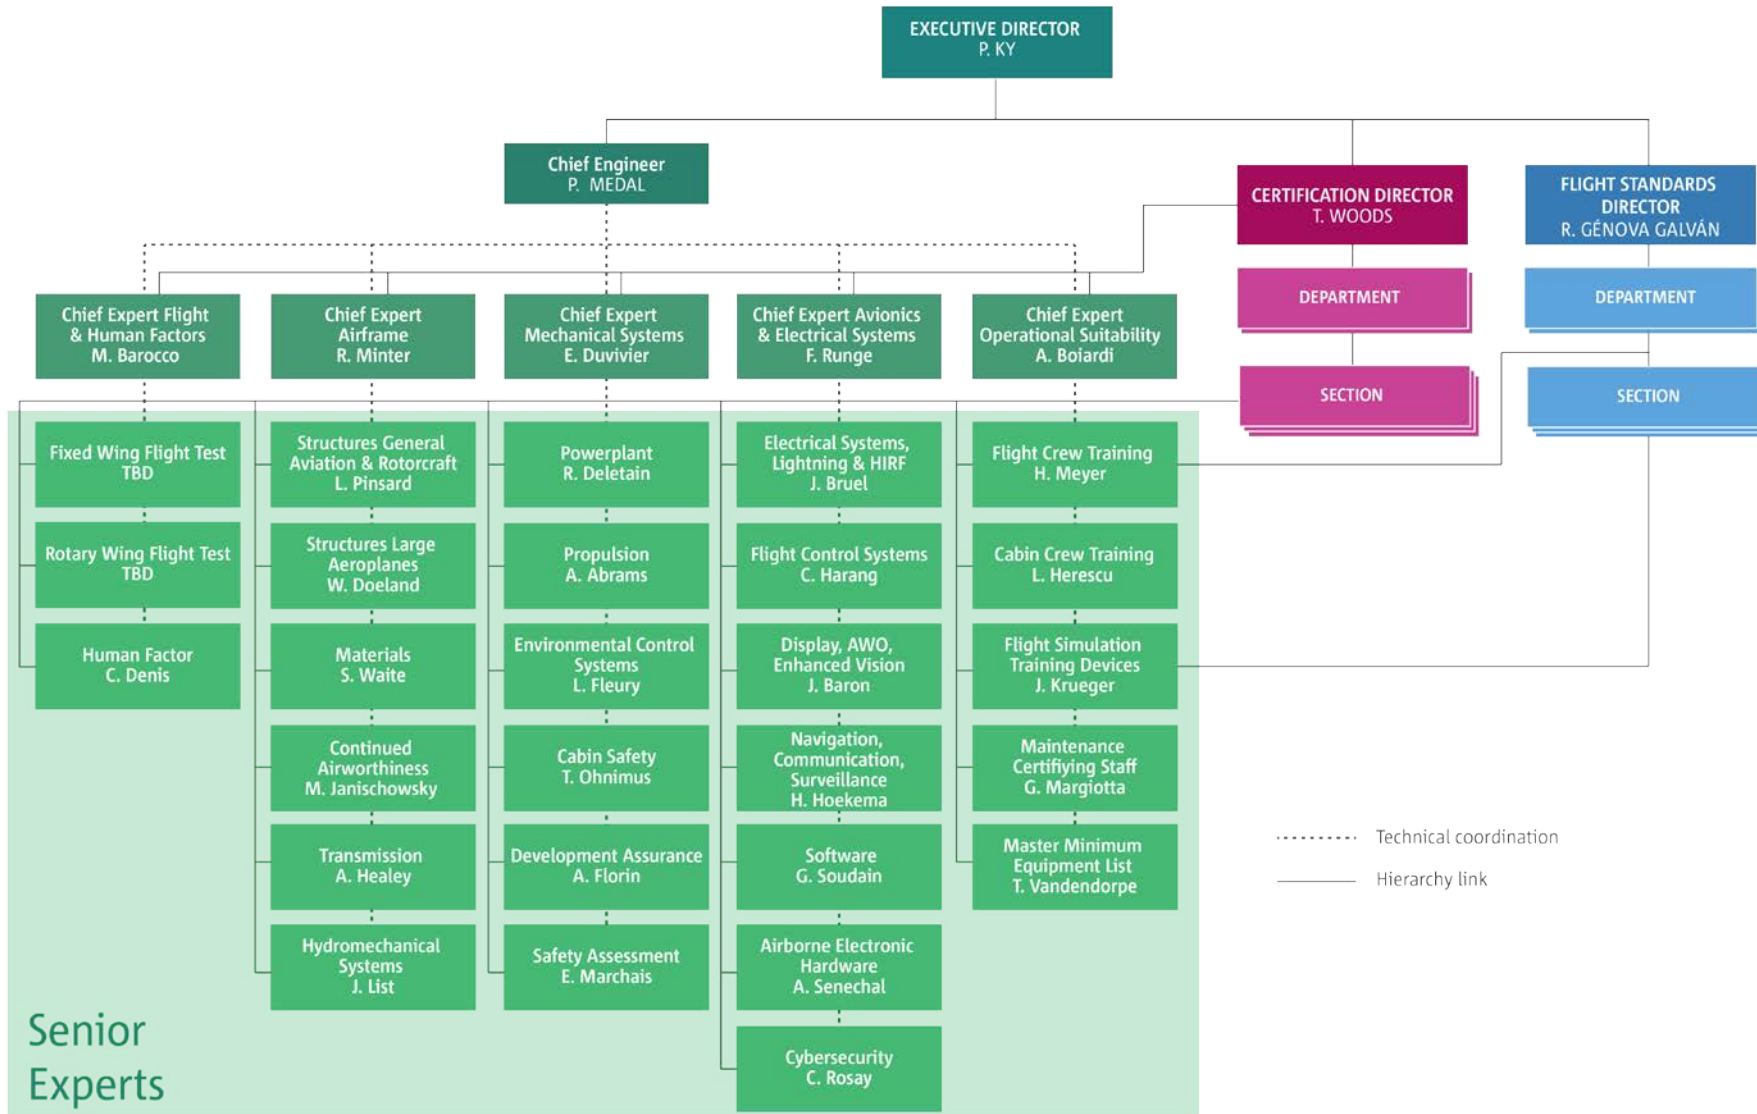 EXECUTIVE DIRECTOR
P. KY
Chief Engineer
P. MEDAL
CERTIFICATION DIRECTOR
T. WOODS
FLIGHT STANDARDS
DIRECTOR
R. GÉNOVA GALVÁN
DEPARTMENT
DEPARTMENT
SECTION
SECTION
Chief Expert Flight
& Human Factors
M. Barocco
Chief Expert
Airframe
R. Minter
Chief Expert
Mechanical Systems
E. Duvivier
Chief Expert Avionics
& Electrical Systems
F. Runge
Chief Expert
Operational Suitability
A. Boiardi
Fixed Wing Flight Test
TBD
Rotary Wing Flight Test
TBD
Human Factor
C. Denis
Structures General
Aviation & Rotorcraft
L. Pinsard
Structures Large
Aeroplanes
W. Doeland
Materials
S. Waite
Continued
Airworthiness
M. Janischowsky
Transmission
A. Healey
Hydromechanical
Systems
J. List
Powerplant
R. Deletain
Propulsion
A. Abrams
Environmental Control
Systems
L. Fleury
Cabin Safety
T. Ohnimus
Development Assurance
A. Florin
Safety Assessment
E. Marchais
Electrical Systems,
Lightning & HIRF
J. Bruel
Flight Control Systems
C. Harang
Display, AWO,
Enhanced Vision
J. Baron
Navigation,
Communication,
Surveillance
H. Hoekema
Software
G. Soudain
Airborne Electronic
Hardware
A. Senechal
Cybersecurity
C. Rosay
Flight Crew Training
H. Meyer
Cabin Crew Training
L. Herescu
Flight Simulation
Training Devices
J. Krueger
Maintenance
Certifiying Staff
G. Margiotta
Master Minimum
Equipment List
T. Vandendorpe
Technical coordination
Hierarchy link
Senior
Experts